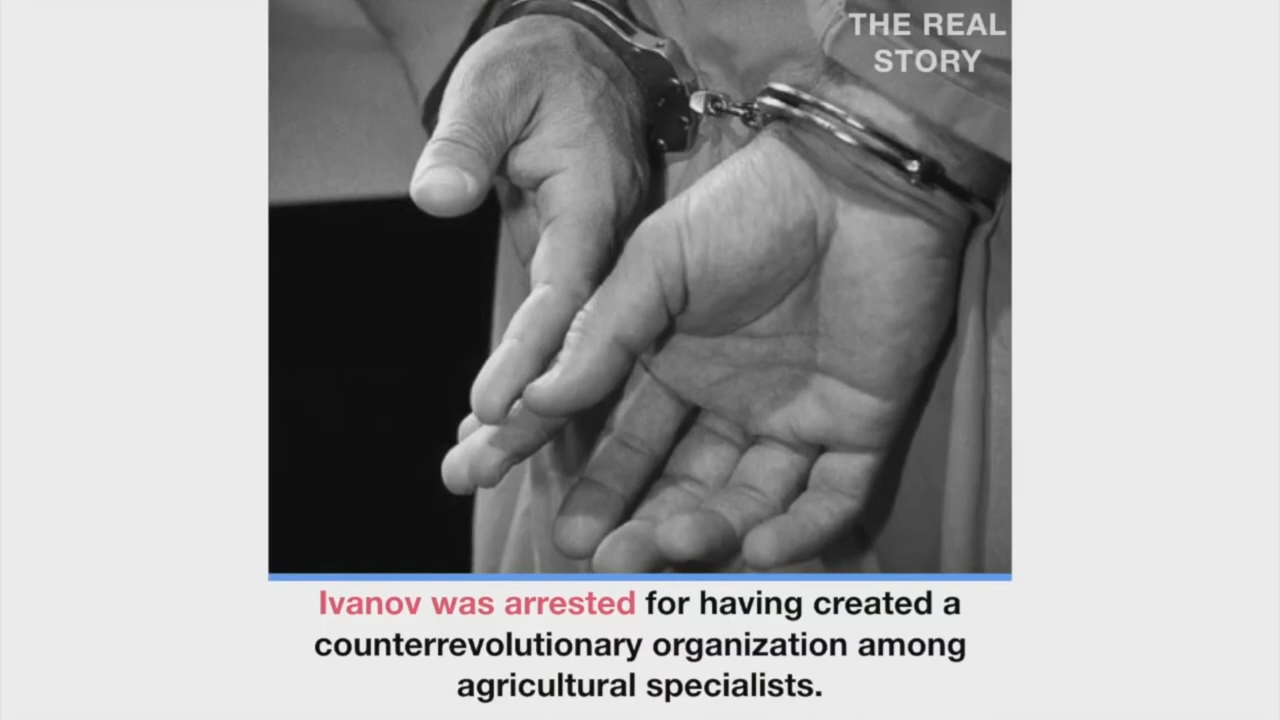 THE REAL
STORY
Ivanov was arrested for having created a
counterrevolutionary organization among
agricultural specialists.